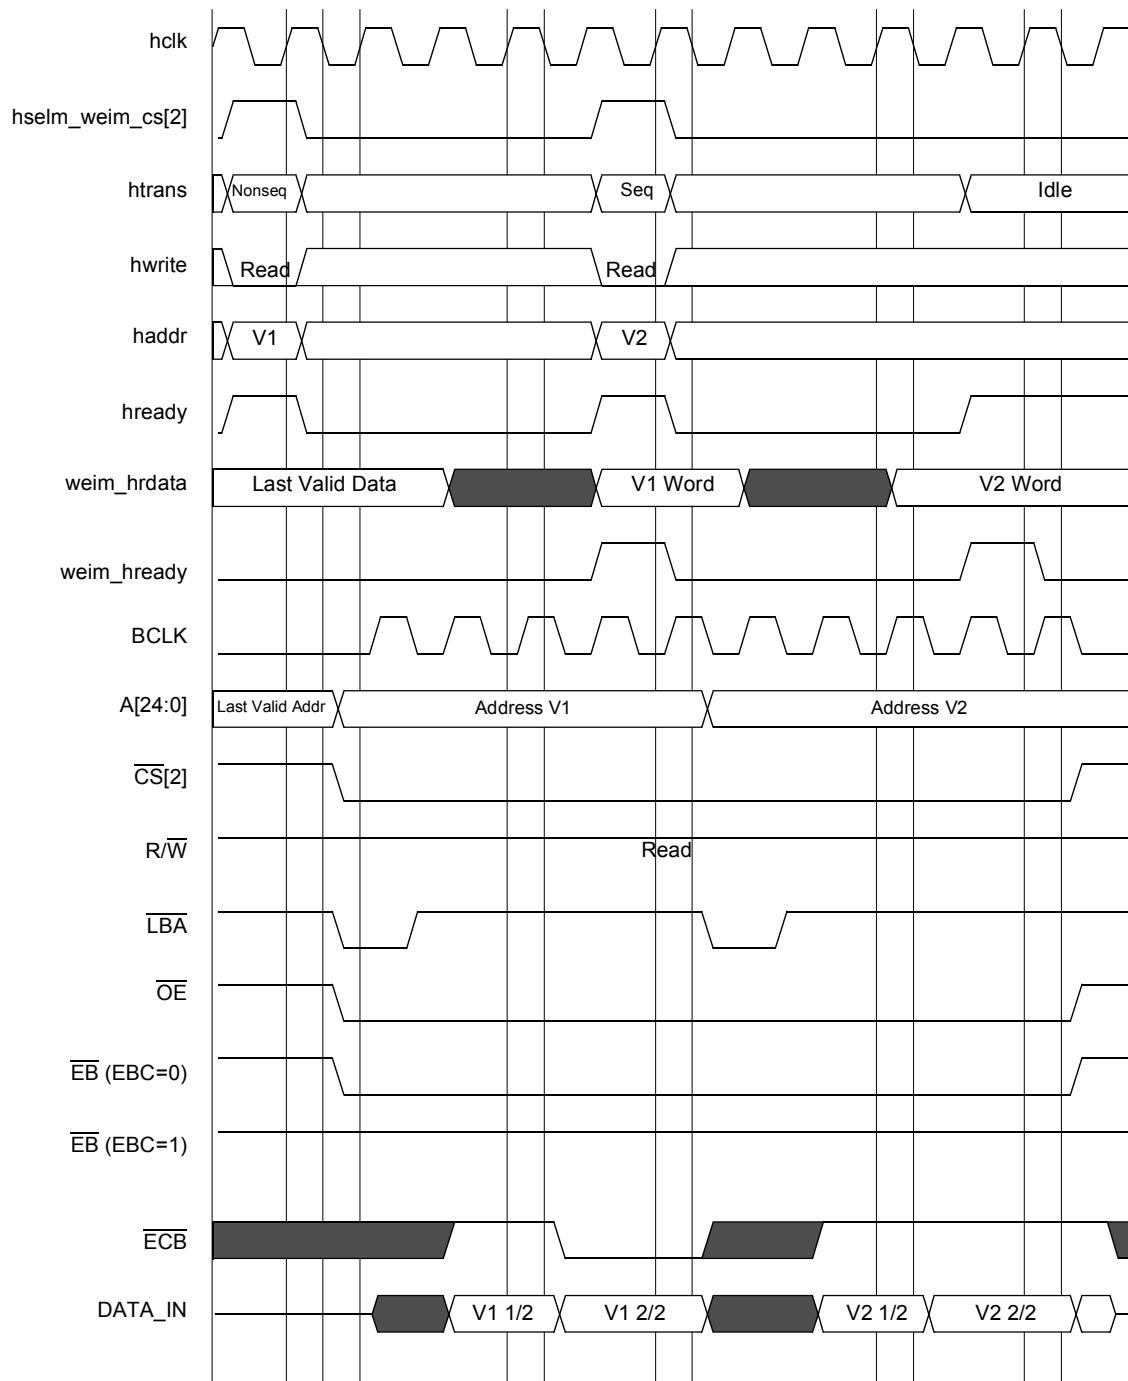 hclk
hselm_weim_cs[2]
htrans Nonseq Seq Idle
hwrite Read Read
haddr V1 V2
hready
weim_hrdata Last Valid Data V1 Word V2 Word
weim_hready
BCLK
A[24:0] Last Valid Addr Address V1 Address V2
CS[2]
R/W Read
LBA
OE
EB (EBC=0)
EB (EBC=1)
ECB
DATA_IN V1 1/2 V1 2/2 V2 1/2 V2 2/2